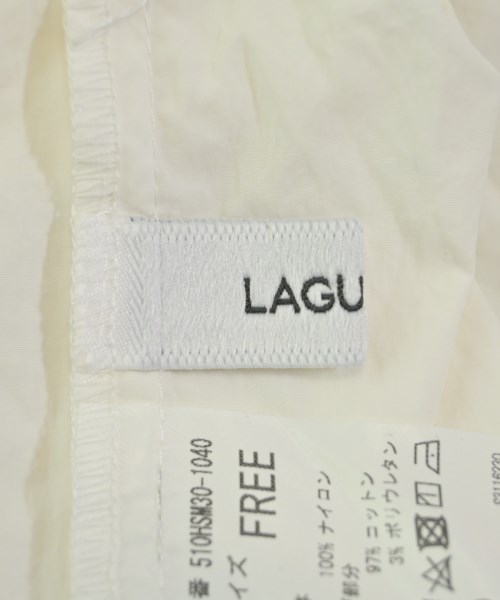 LAGU
番 510HSM30-1040
イズ FREE
100% ナイロン
部分
97% コットン
3% ポリウレタン